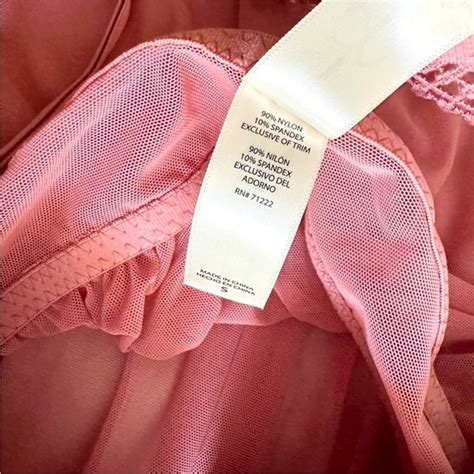 90% NYLON
10% SPANDEX
EXCLUSIVE OF TRIM
90% NILÓN
10% SPANDEX
EXCLUSIVO DEL
ADORNO
RN# 71222
MADE IN CHINA
HECHO EN CHINA
S